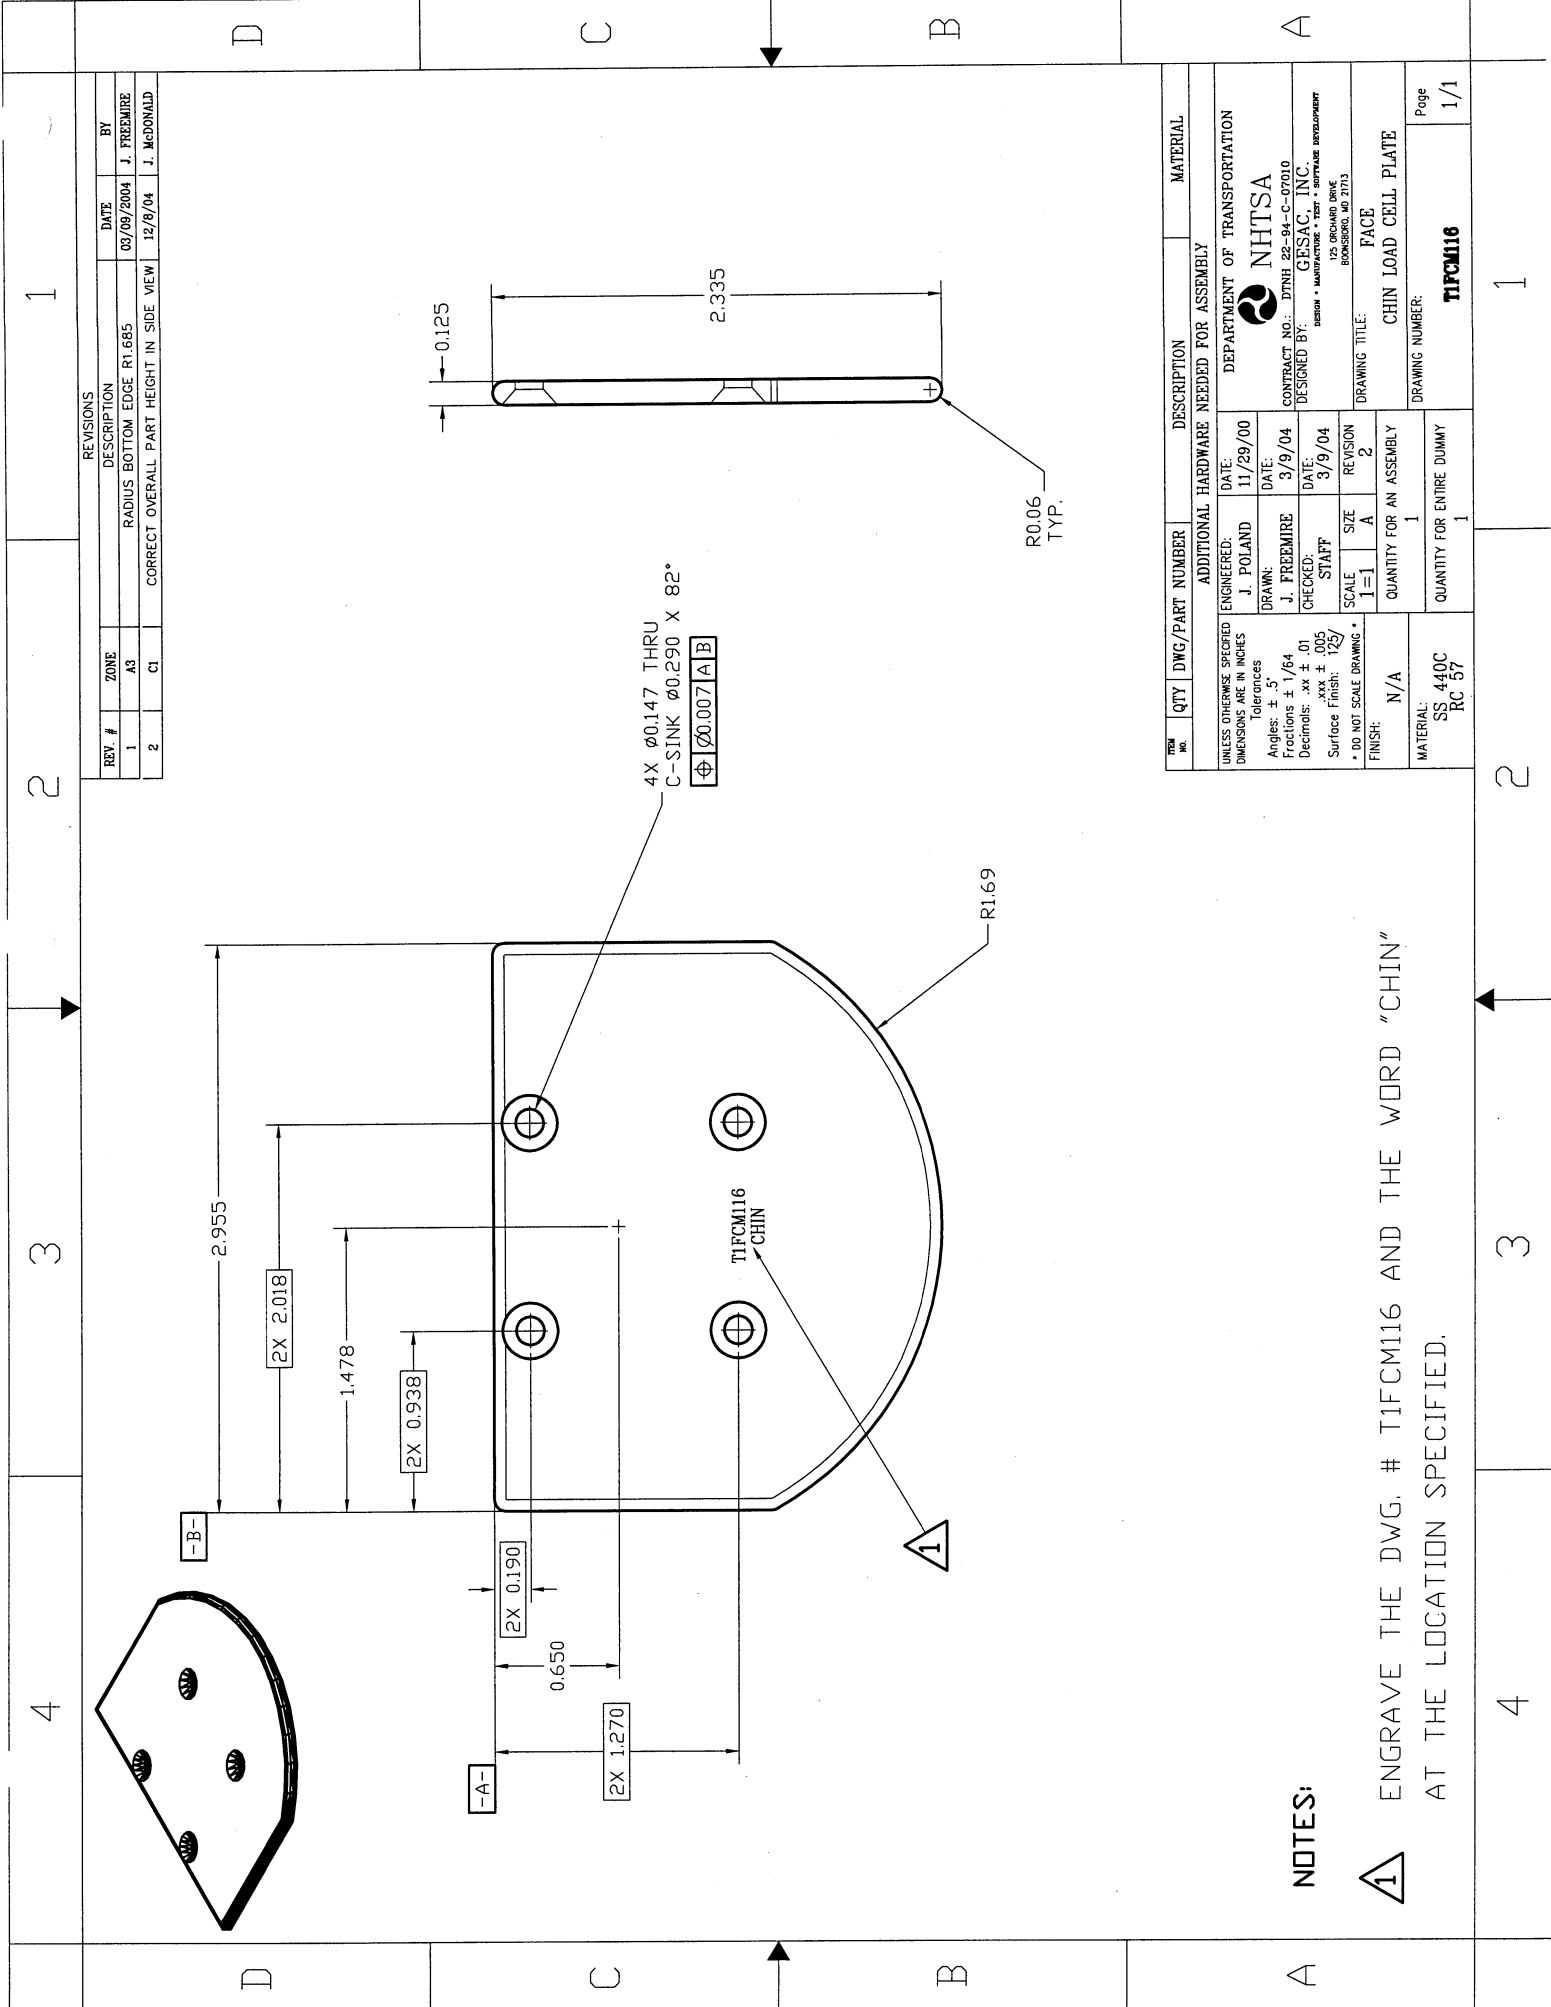 1
2
3
4
D
C
B
A
REVISIONS
REV. # ZONE DESCRIPTION DATE BY
1 A3 RADIUS BOTTOM EDGE R1.685 03/09/2004 J. FREEMIRE
2 C1 CORRECT OVERALL PART HEIGHT IN SIDE VIEW 12/8/04 J. McDONALD
-B-
2.955
2X 2.018
1.478
2X 0.938
-A-
2X 0.190
0.650
2X 1.270
T1FCM116
CHIN
1
R1.69
4X ø0.147 THRU
C-SINK ø0.290 X 82°
⌖ ø0.007 A B
0.125
2.335
R0.06
TYP.
NOTES:
1
ENGRAVE THE DWG. # T1FCM116 AND THE WORD "CHIN"
AT THE LOCATION SPECIFIED.
ITEM NO. QTY DWG/PART NUMBER DESCRIPTION MATERIAL
ADDITIONAL HARDWARE NEEDED FOR ASSEMBLY
UNLESS OTHERWISE SPECIFIED
DIMENSIONS ARE IN INCHES
Tolerances
Angles: ± .5°
Fractions ± 1/64
Decimals: .xx ± .01
.xxx ± .005
Surface Finish: 125/
* DO NOT SCALE DRAWING *
FINISH:
N/A
MATERIAL:
SS 440C
RC 57
ENGINEERED:
J. POLAND
DATE:
11/29/00
DRAWN:
J. FREEMIRE
DATE:
3/9/04
CHECKED:
STAFF
DATE:
3/9/04
SCALE
1=1
SIZE
A
REVISION
2
QUANTITY FOR AN ASSEMBLY
1
QUANTITY FOR ENTIRE DUMMY
1
DEPARTMENT OF TRANSPORTATION
NHTSA
CONTRACT NO.: DTNH 22-94-C-07010
DESIGNED BY: GESAC, INC.
DESIGN * MANUFACTURE * TEST * SOFTWARE DEVELOPMENT
125 ORCHARD DRIVE
BOONSBORO, MD 21713
DRAWING TITLE:
FACE
CHIN LOAD CELL PLATE
DRAWING NUMBER:
T1FCM116
Page
1/1
D
C
B
A
1
2
3
4